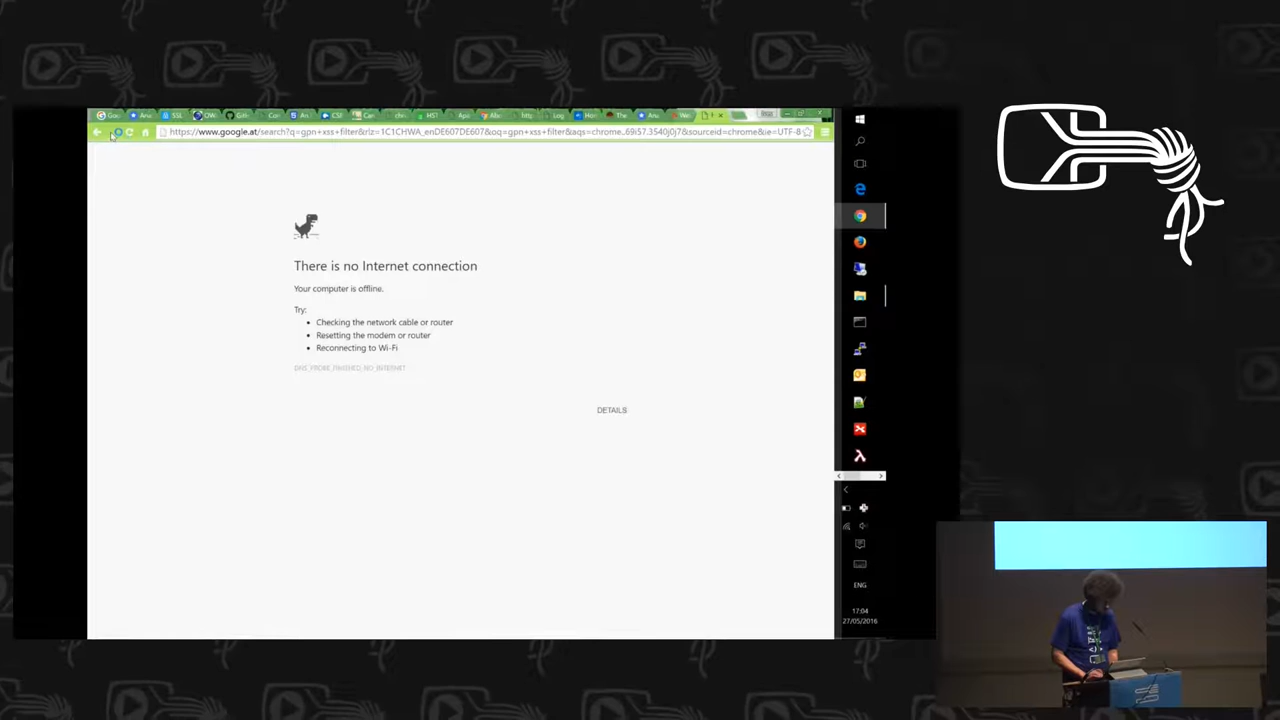 SSL
https://www.google.at/search?q=gpn+xss+filter&rlz=1C1CHWA_enDE607DE607&oq=gpn+xss+filter&aqs=chrome..69i57.3540j0j7&sourceid=chrome&ie=UTF-8
There is no Internet connection
Your computer is offline.
Try:
• Checking the network cable or router
• Resetting the modem or router
• Reconnecting to Wi-Fi
DNS_PROBE_FINISHED_NO_INTERNET
DETAILS
ENG
17:04
27/05/2016